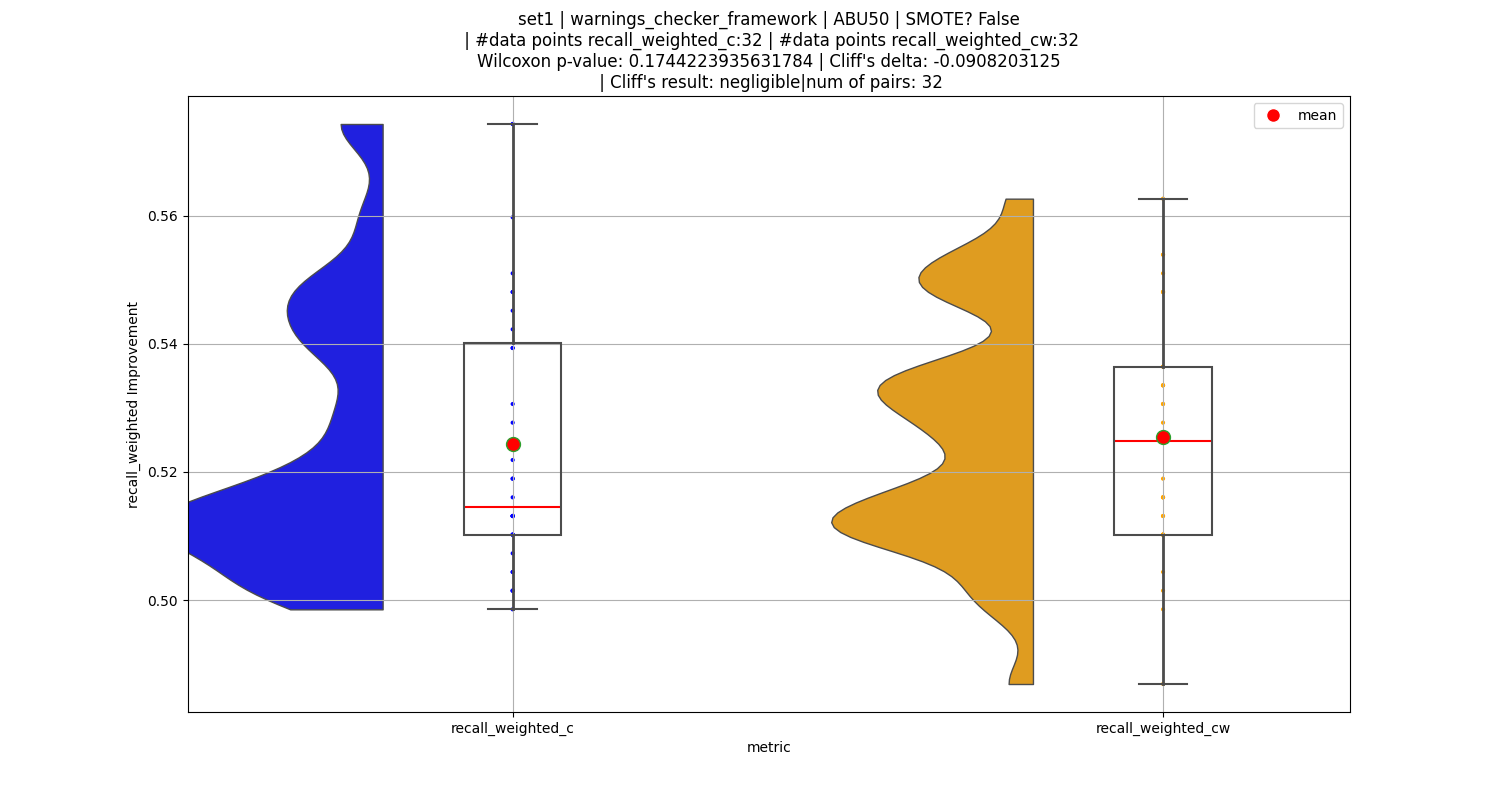 set1 | warnings_checker_framework | ABU50 | SMOTE? False
| #data points recall_weighted_c:32 | #data points recall_weighted_cw:32
Wilcoxon p-value: 0.1744223935631784 | Cliff's delta: -0.0908203125
| Cliff's result: negligible|num of pairs: 32
mean
0.56
0.54
0.52
0.50
recall_weighted Improvement
recall_weighted_c
recall_weighted_cw
metric